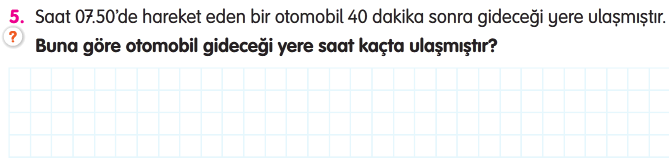 5. Saat 07.50'de hareket eden bir otomobil 40 dakika sonra gideceği yere ulaşmıştır.
? Buna göre otomobil gideceği yere saat kaçta ulaşmıştır?